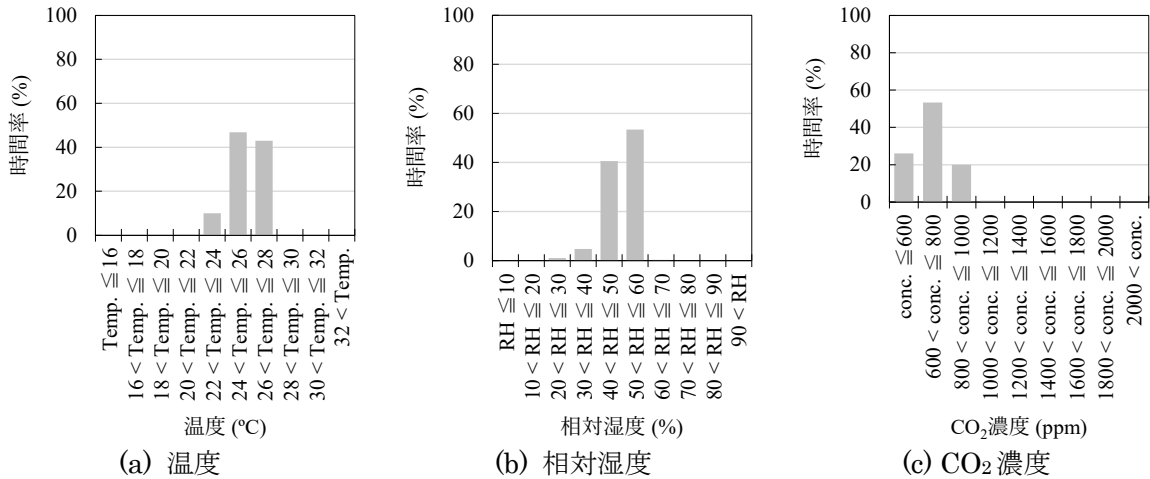 100
80
60
40
20
0
時間率 (%)
Temp. ≦ 16
16 < Temp. ≦ 18
18 < Temp. ≦ 20
20 < Temp. ≦ 22
22 < Temp. ≦ 24
24 < Temp. ≦ 26
26 < Temp. ≦ 28
28 < Temp. ≦ 30
30 < Temp. ≦ 32
32 < Temp.
温度 (ºC)
(a) 温度
100
80
60
40
20
0
時間率 (%)
RH ≦ 10
10 < RH ≦ 20
20 < RH ≦ 30
30 < RH ≦ 40
40 < RH ≦ 50
50 < RH ≦ 60
60 < RH ≦ 70
70 < RH ≦ 80
80 < RH ≦ 90
90 < RH
相対湿度 (%)
(b) 相対湿度
100
80
60
40
20
0
時間率 (%)
conc. ≦600
600 < conc. ≦ 800
800 < conc. ≦ 1000
1000 < conc. ≦ 1200
1200 < conc. ≦ 1400
1400 < conc. ≦ 1600
1600 < conc. ≦ 1800
1800 < conc. ≦ 2000
2000 < conc.
CO₂濃度 (ppm)
(c) CO₂ 濃度